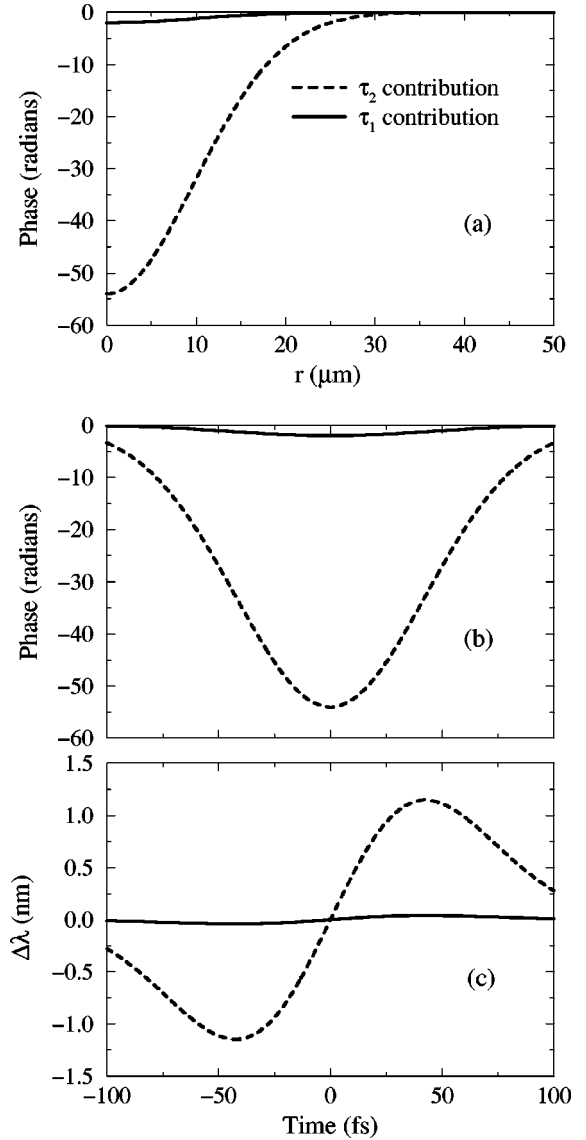 0
−10
−20
−30
−40
−50
−60
Phase (radians)
τ2 contribution
τ1 contribution
(a)
0 10 20 30 40 50
r (μm)
0
−10
−20
−30
−40
−50
−60
Phase (radians)
(b)
1.5
1.0
0.5
0.0
−0.5
−1.0
−1.5
Δλ (nm)
(c)
−100 −50 0 50 100
Time (fs)